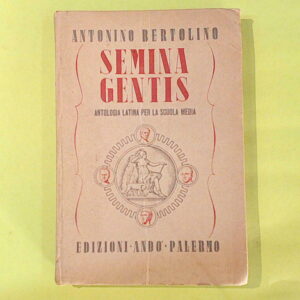 ANTONINO BERTOLINO
SEMINA
GENTIS
ANTOLOGIA LATINA PER LA SCUOLA MEDIA
EDIZIONI·ANDÒ·PALERMO